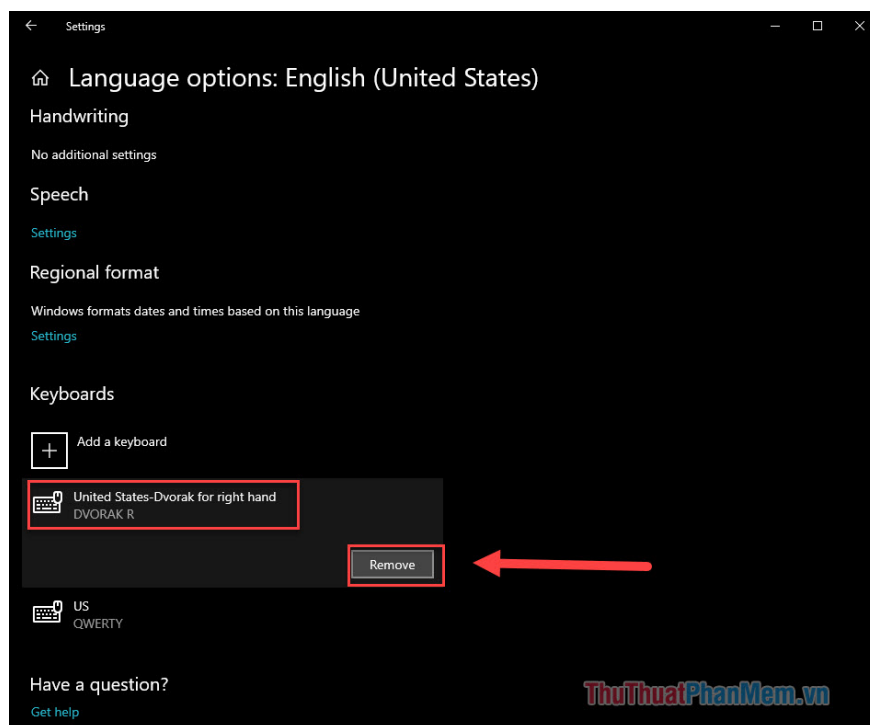 Settings
Language options: English (United States)
Handwriting
No additional settings
Speech
Settings
Regional format
Windows formats dates and times based on this language
Settings
Keyboards
Add a keyboard
United States-Dvorak for right hand
DVORAK R
Remove
US
QWERTY
Have a question?
Get help
ThuThuatPhanMem.vn